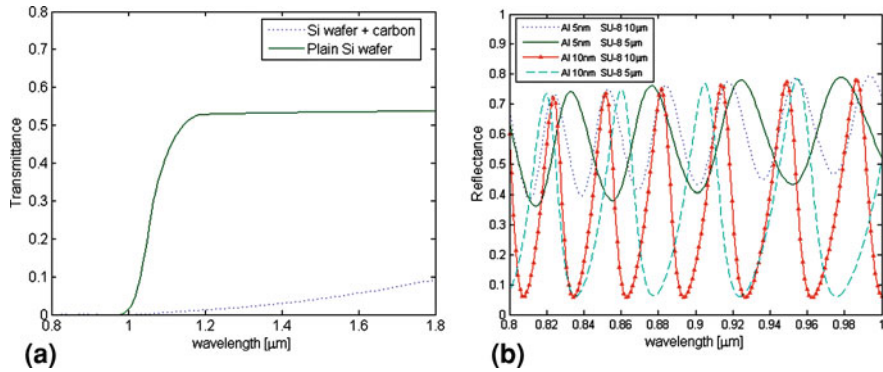 0.8
0.7
0.6
0.5
0.4
0.3
0.2
0.1
0
Transmittance
Si wafer + carbon
Plain Si wafer
0.8 1 1.2 1.4 1.6 1.8
wavelength [μm]
(a)
1
0.9
0.8
0.7
0.6
0.5
0.4
0.3
0.2
0.1
0
Reflectance
Al 5nm SU-8 10μm
Al 5nm SU-8 5μm
Al 10nm SU-8 10μm
Al 10nm SU-8 5μm
0.8 0.82 0.84 0.86 0.88 0.9 0.92 0.94 0.96 0.98 1
wavelength [μm]
(b)